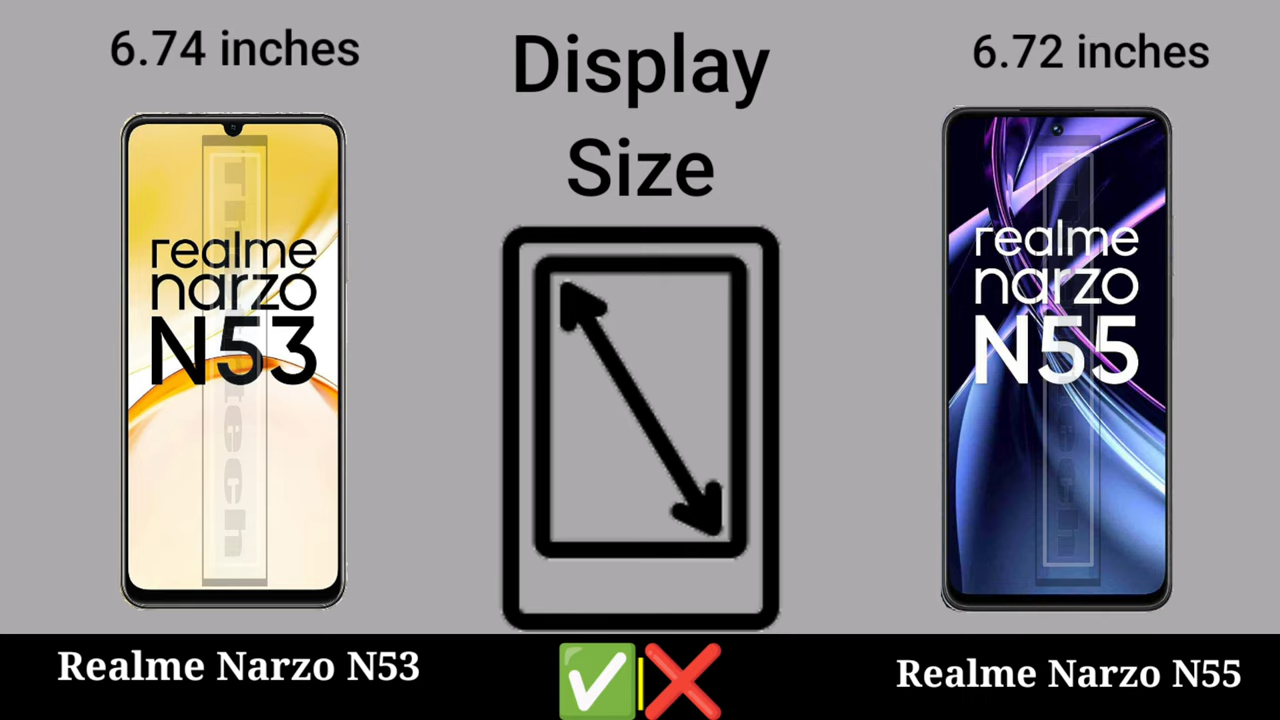 6.74 inches
Display
Size
6.72 inches
realme
narzo
N53
realme
narzo
N55
Realme Narzo N53
Realme Narzo N55